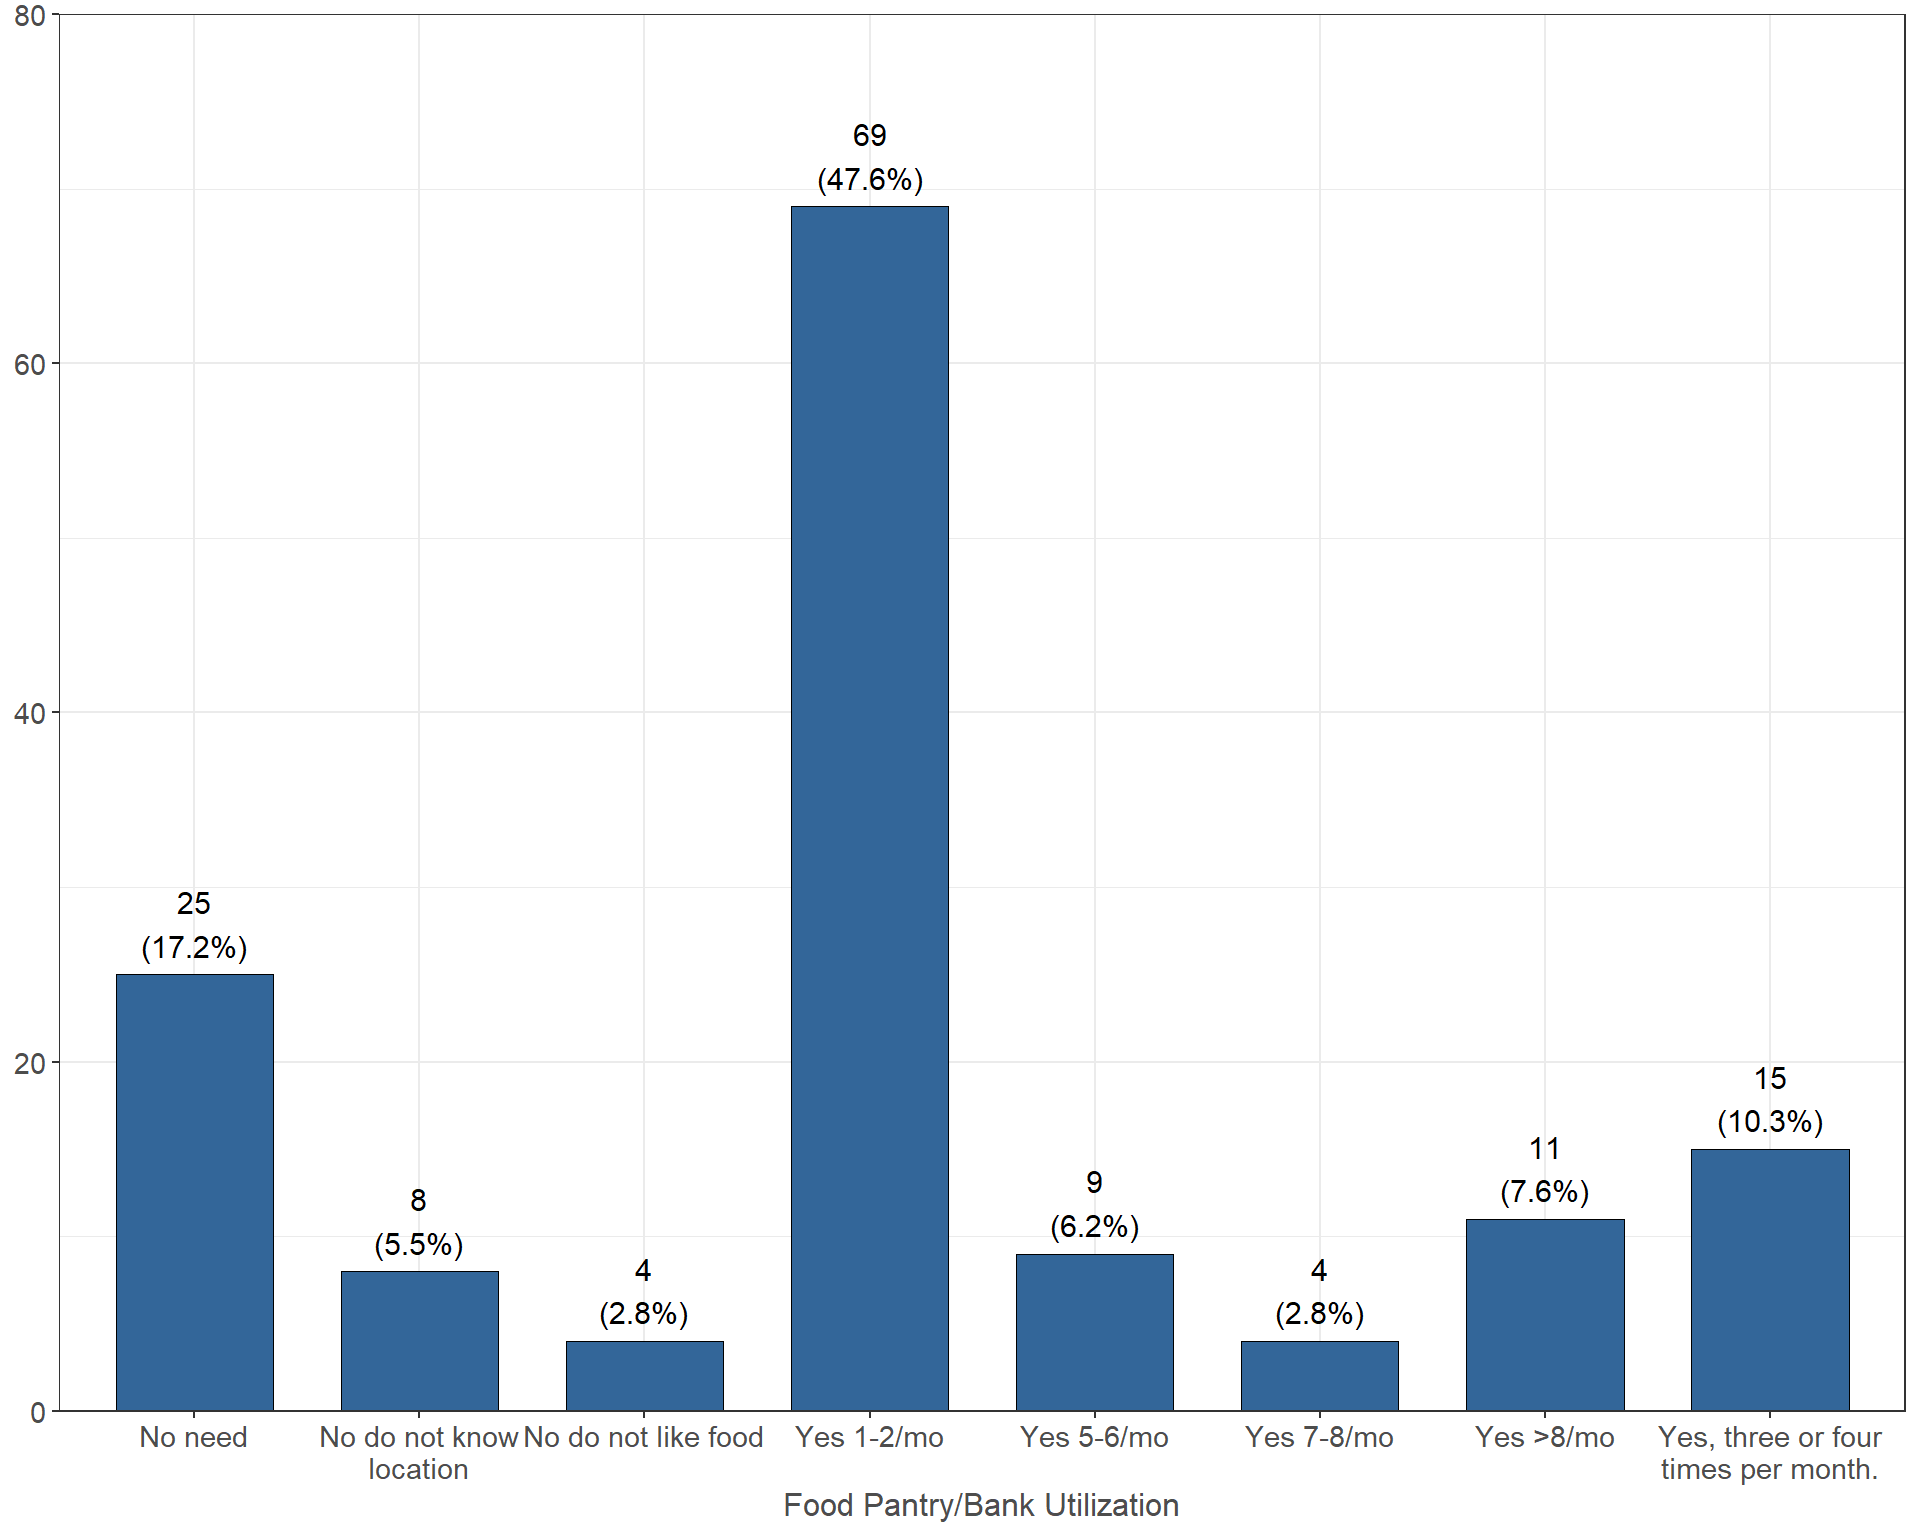 80
60
40
20
0
25
(17.2%)
8
(5.5%)
4
(2.8%)
69
(47.6%)
9
(6.2%)
4
(2.8%)
11
(7.6%)
15
(10.3%)
No need
No do not know
location
No do not like food
Yes 1-2/mo
Yes 5-6/mo
Yes 7-8/mo
Yes >8/mo
Yes, three or four
times per month.
Food Pantry/Bank Utilization